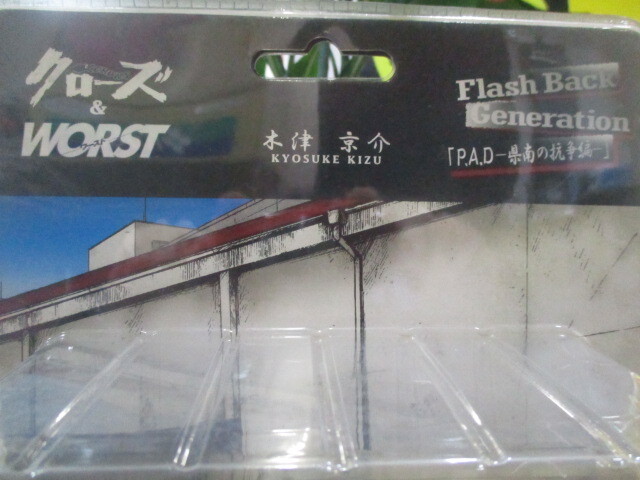 クローズ
&
WORST
木津 京介
KYOSUKE KIZU
Flash Back
Generation
「P.A.D-県南の抗争編-」